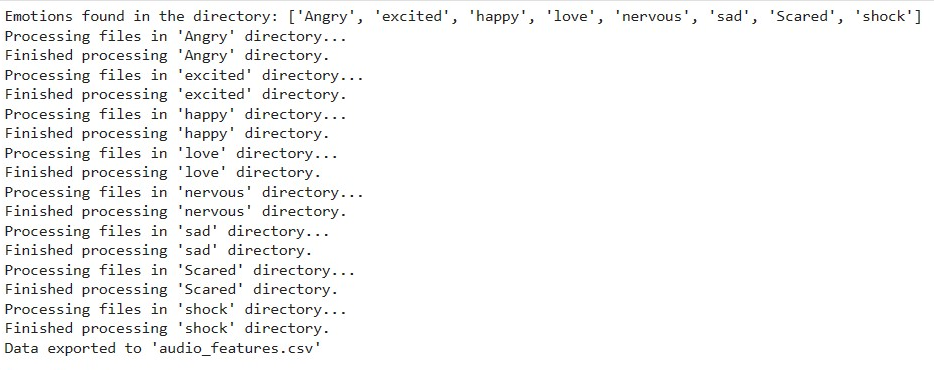 Emotions found in the directory: ['Angry', 'excited', 'happy', 'love', 'nervous', 'sad', 'Scared', 'shock']
Processing files in 'Angry' directory...
Finished processing 'Angry' directory.
Processing files in 'excited' directory...
Finished processing 'excited' directory.
Processing files in 'happy' directory...
Finished processing 'happy' directory.
Processing files in 'love' directory...
Finished processing 'love' directory.
Processing files in 'nervous' directory...
Finished processing 'nervous' directory.
Processing files in 'sad' directory...
Finished processing 'sad' directory.
Processing files in 'Scared' directory...
Finished processing 'Scared' directory.
Processing files in 'shock' directory...
Finished processing 'shock' directory.
Data exported to 'audio_features.csv'